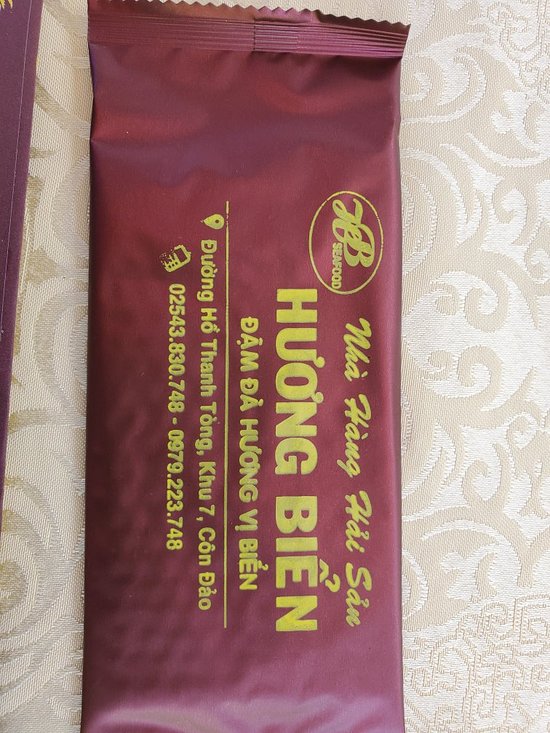 HB
SEAFOOD
Nhà Hàng Hải Sản
HƯƠNG BIỂN
ĐẬM ĐÀ HƯƠNG VỊ BIỂN
Đường Hồ Thanh Tòng, Khu 7, Côn Đảo
02543.830.748 - 0979.223.748